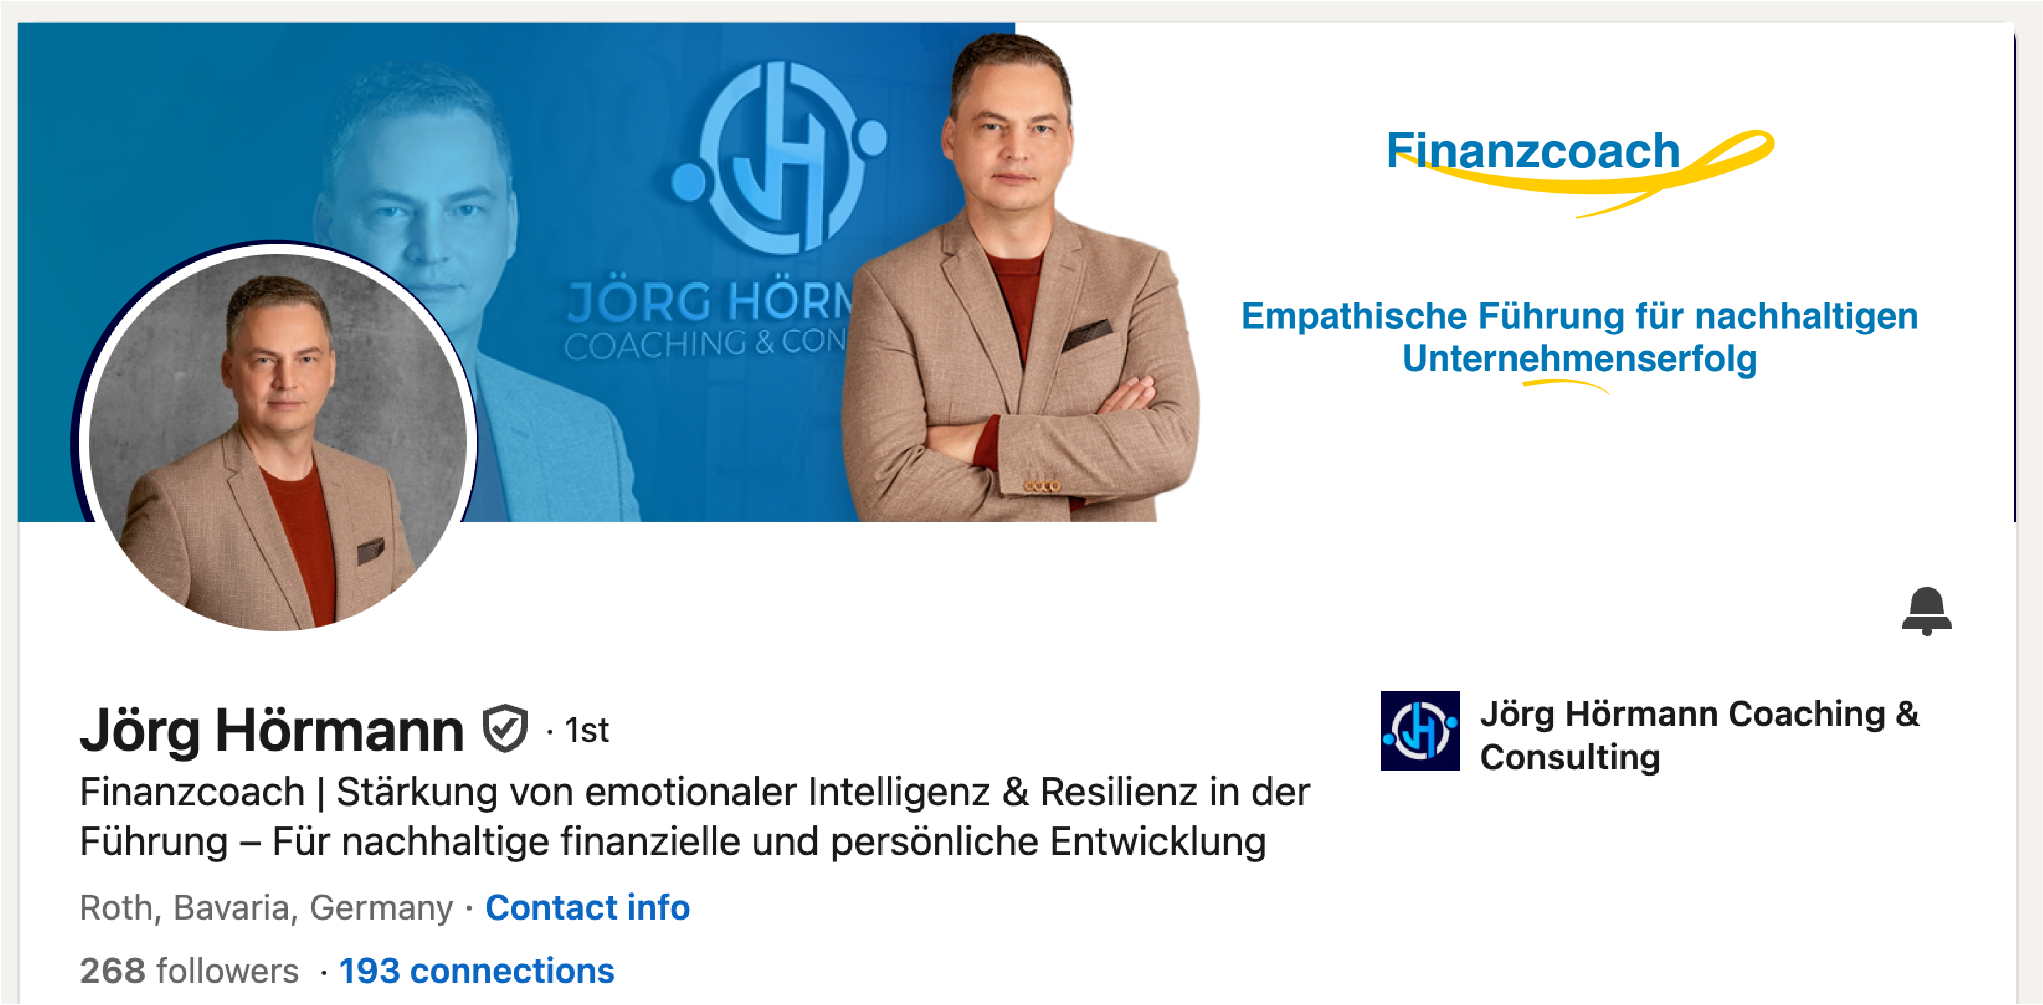 JH
JÖRG HÖRM
COACHING & CON
Finanzcoach
Empathische Führung für nachhaltigen
Unternehmenserfolg
Jörg Hörmann · 1st
Finanzcoach | Stärkung von emotionaler Intelligenz & Resilienz in der
Führung – Für nachhaltige finanzielle und persönliche Entwicklung
Roth, Bavaria, Germany · Contact info
268 followers · 193 connections
JH
Jörg Hörmann Coaching &
Consulting